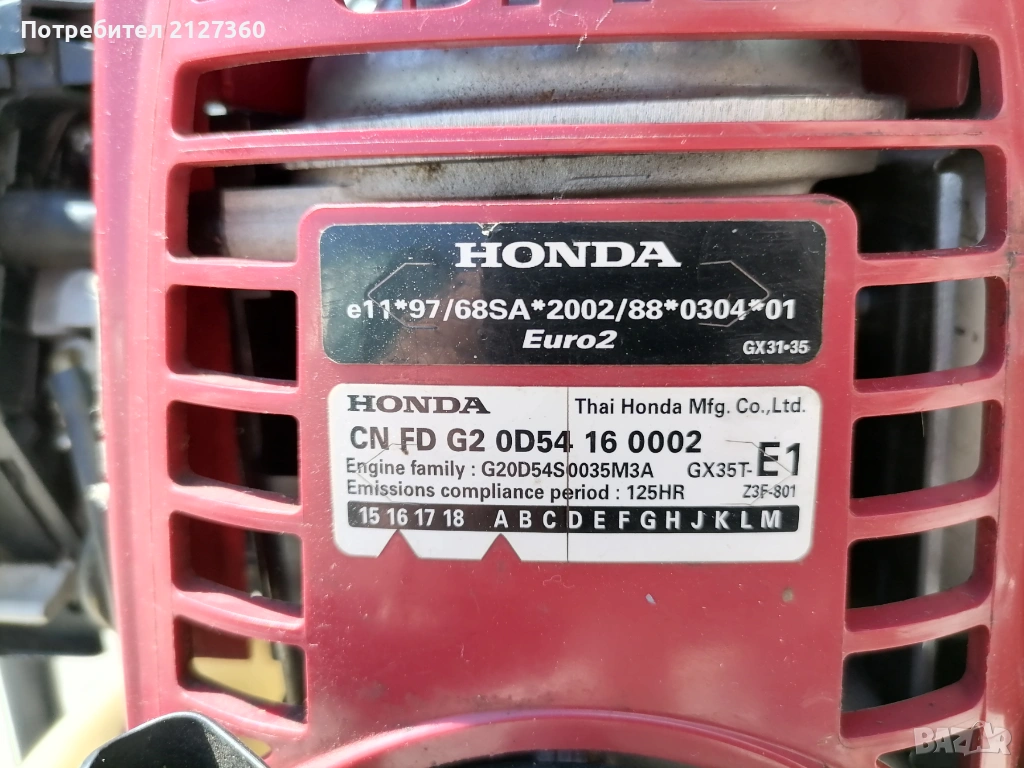 Потребител 2127360
HONDA
e11*97/68SA*2002/88*0304*01
Euro2
GX31•35
HONDA Thai Honda Mfg. Co.,Ltd.
CN FD G2 0D54 16 0002
Engine family : G20D54S0035M3A GX35T-E1
Emissions compliance period : 125HR Z3F-801
15 16 17 18 A B C D E F G H J K L M
BAZAR